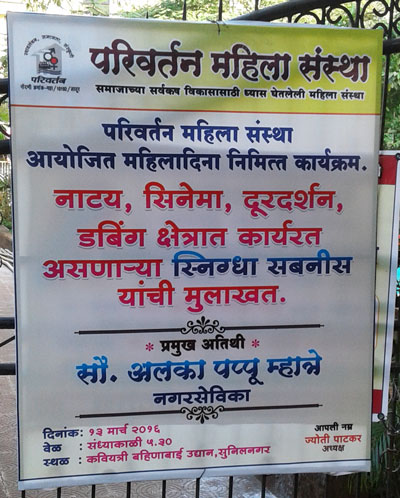 परिवर्तन महिला संस्था
समाजाच्या सर्वकष विकासासाठी ध्यास घेतलेली महिला संस्था
परिवर्तन
परिवर्तन महिला संस्था
आयोजित महिलादिना निमित्त कार्यक्रम.
नाटय, सिनेमा, दूरदर्शन,
डबिंग क्षेत्रात कार्यरत
असणाऱ्या स्निग्धा सबनीस
यांची मुलाखत.
* प्रमुख अतिथी *
सौ. अलका पप्पू म्हात्रे
नगरसेविका
दिनांक: १३ मार्च २०१६
वेळ : संध्याकाळी ५.३०
स्थळ : कवियत्री बहिणाबाई उद्यान,सुनिलनगर
आपली नम्र
ज्योती पाटकर
अध्यक्ष